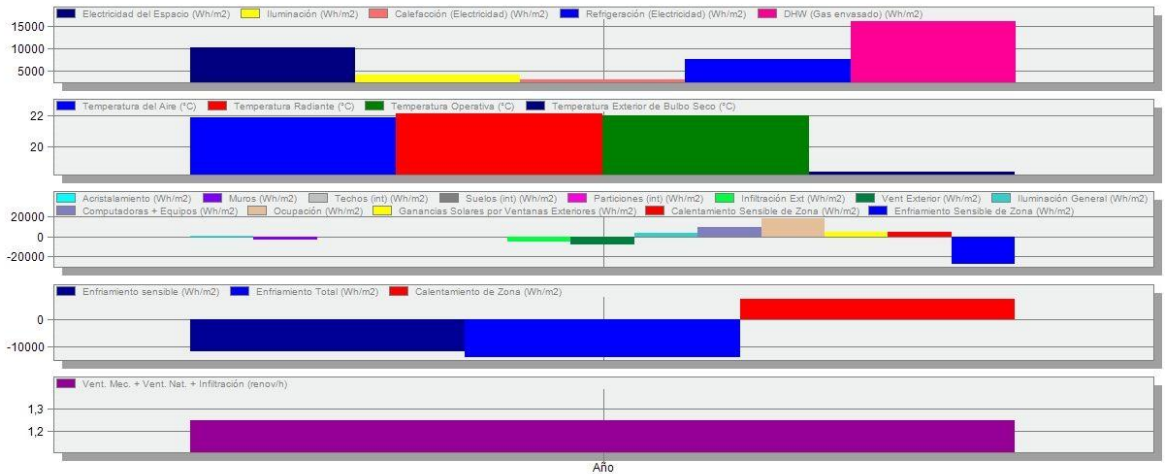 Electricidad del Espacio (Wh/m2) Iluminación (Wh/m2) Calefacción (Electricidad) (Wh/m2) Refrigeración (Electricidad) (Wh/m2) DHW (Gas envasado) (Wh/m2)
15000
10000
5000
Temperatura del Aire (°C) Temperatura Radiante (°C) Temperatura Operativa (°C) Temperatura Exterior de Bulbo Seco (°C)
22
20
Acristalamiento (Wh/m2) Muros (Wh/m2) Techos (int) (Wh/m2) Suelos (int) (Wh/m2) Particiones (int) (Wh/m2) Infiltración Ext (Wh/m2) Vent Exterior (Wh/m2) Iluminación General (Wh/m2)
Computadoras + Equipos (Wh/m2) Ocupación (Wh/m2) Ganancias Solares por Ventanas Exteriores (Wh/m2) Calentamiento Sensible de Zona (Wh/m2) Enfriamiento Sensible de Zona (Wh/m2)
20000
0
-20000
Enfriamiento sensible (Wh/m2) Enfriamiento Total (Wh/m2) Calentamiento de Zona (Wh/m2)
0
-10000
Vent. Mec. + Vent. Nat. + Infiltración (renov/h)
1,3
1,2
Año